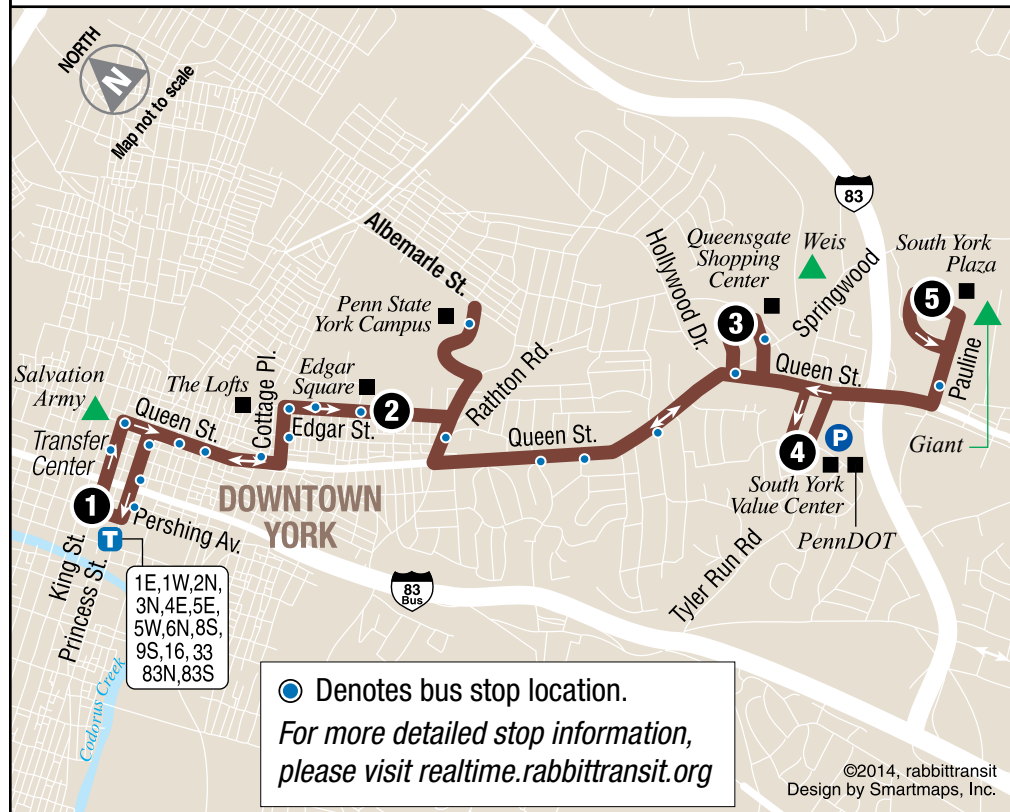 NORTH
N
Map not to scale
83
Albemarle St.
Hollywood Dr.
Queensgate
Shopping
Center
Weis
Springwood
South York
Plaza
5
Penn State
York Campus
3
Pauline
Rathton Rd.
Salvation
Army
The Lofts
Cottage Pl.
Edgar
Square
2
Edgar St.
Queen St.
Queen St.
Queen St.
Transfer
Center
4
P
Giant
South York
Value Center
PennDOT
1
DOWNTOWN
YORK
Pershing Av.
T
King St.
Princess St.
Tyler Run Rd
83
Bus
1E,1W,2N,
3N,4E,5E,
5W,6N,8S,
9S,16, 33
83N,83S
Codorus Creek
Denotes bus stop location.
For more detailed stop information,
please visit realtime.rabbittransit.org
©2014, rabbittransit
Design by Smartmaps, Inc.